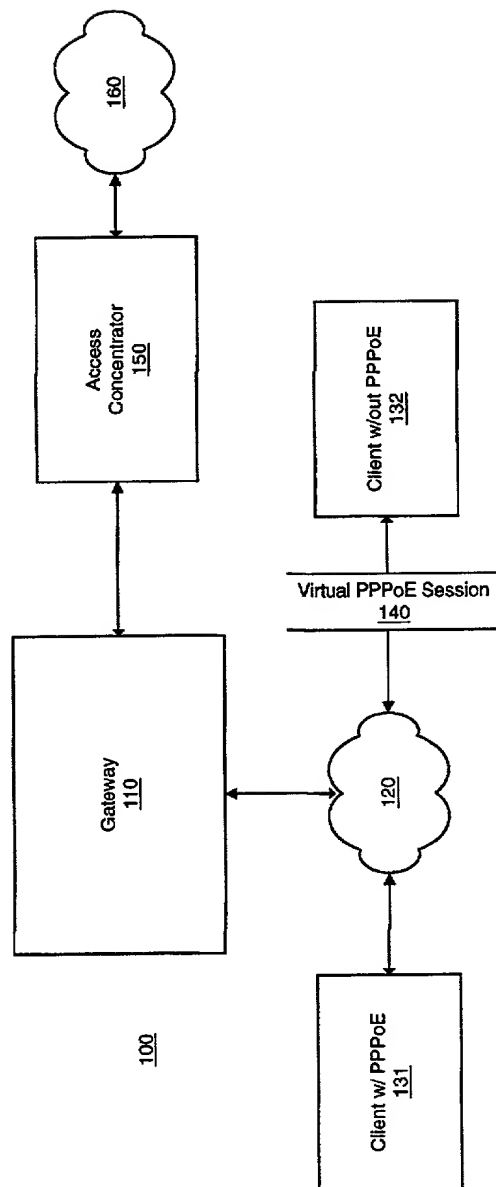 160
Access
Concentrator
150
Gateway
110
100
Client w/out PPPoE
132
Virtual PPPoE Session
140
120
Client w/ PPPoE
131